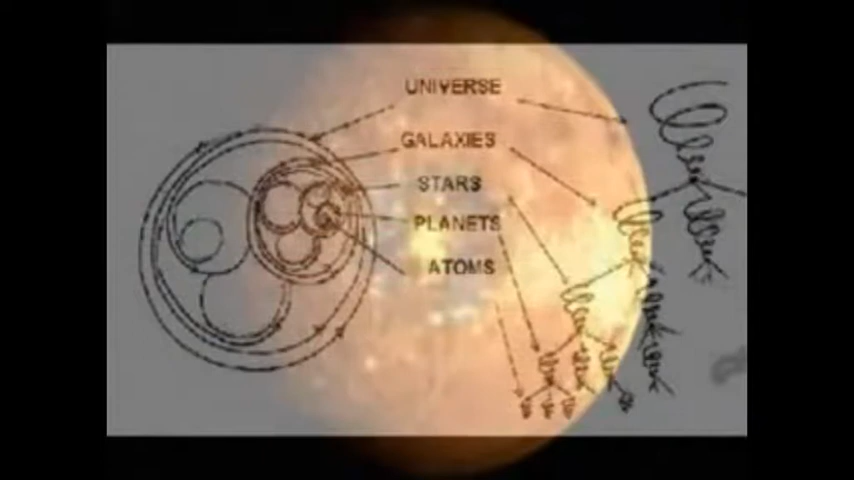 UNIVERSE
GALAXIES
STARS
PLANETS
ATOMS